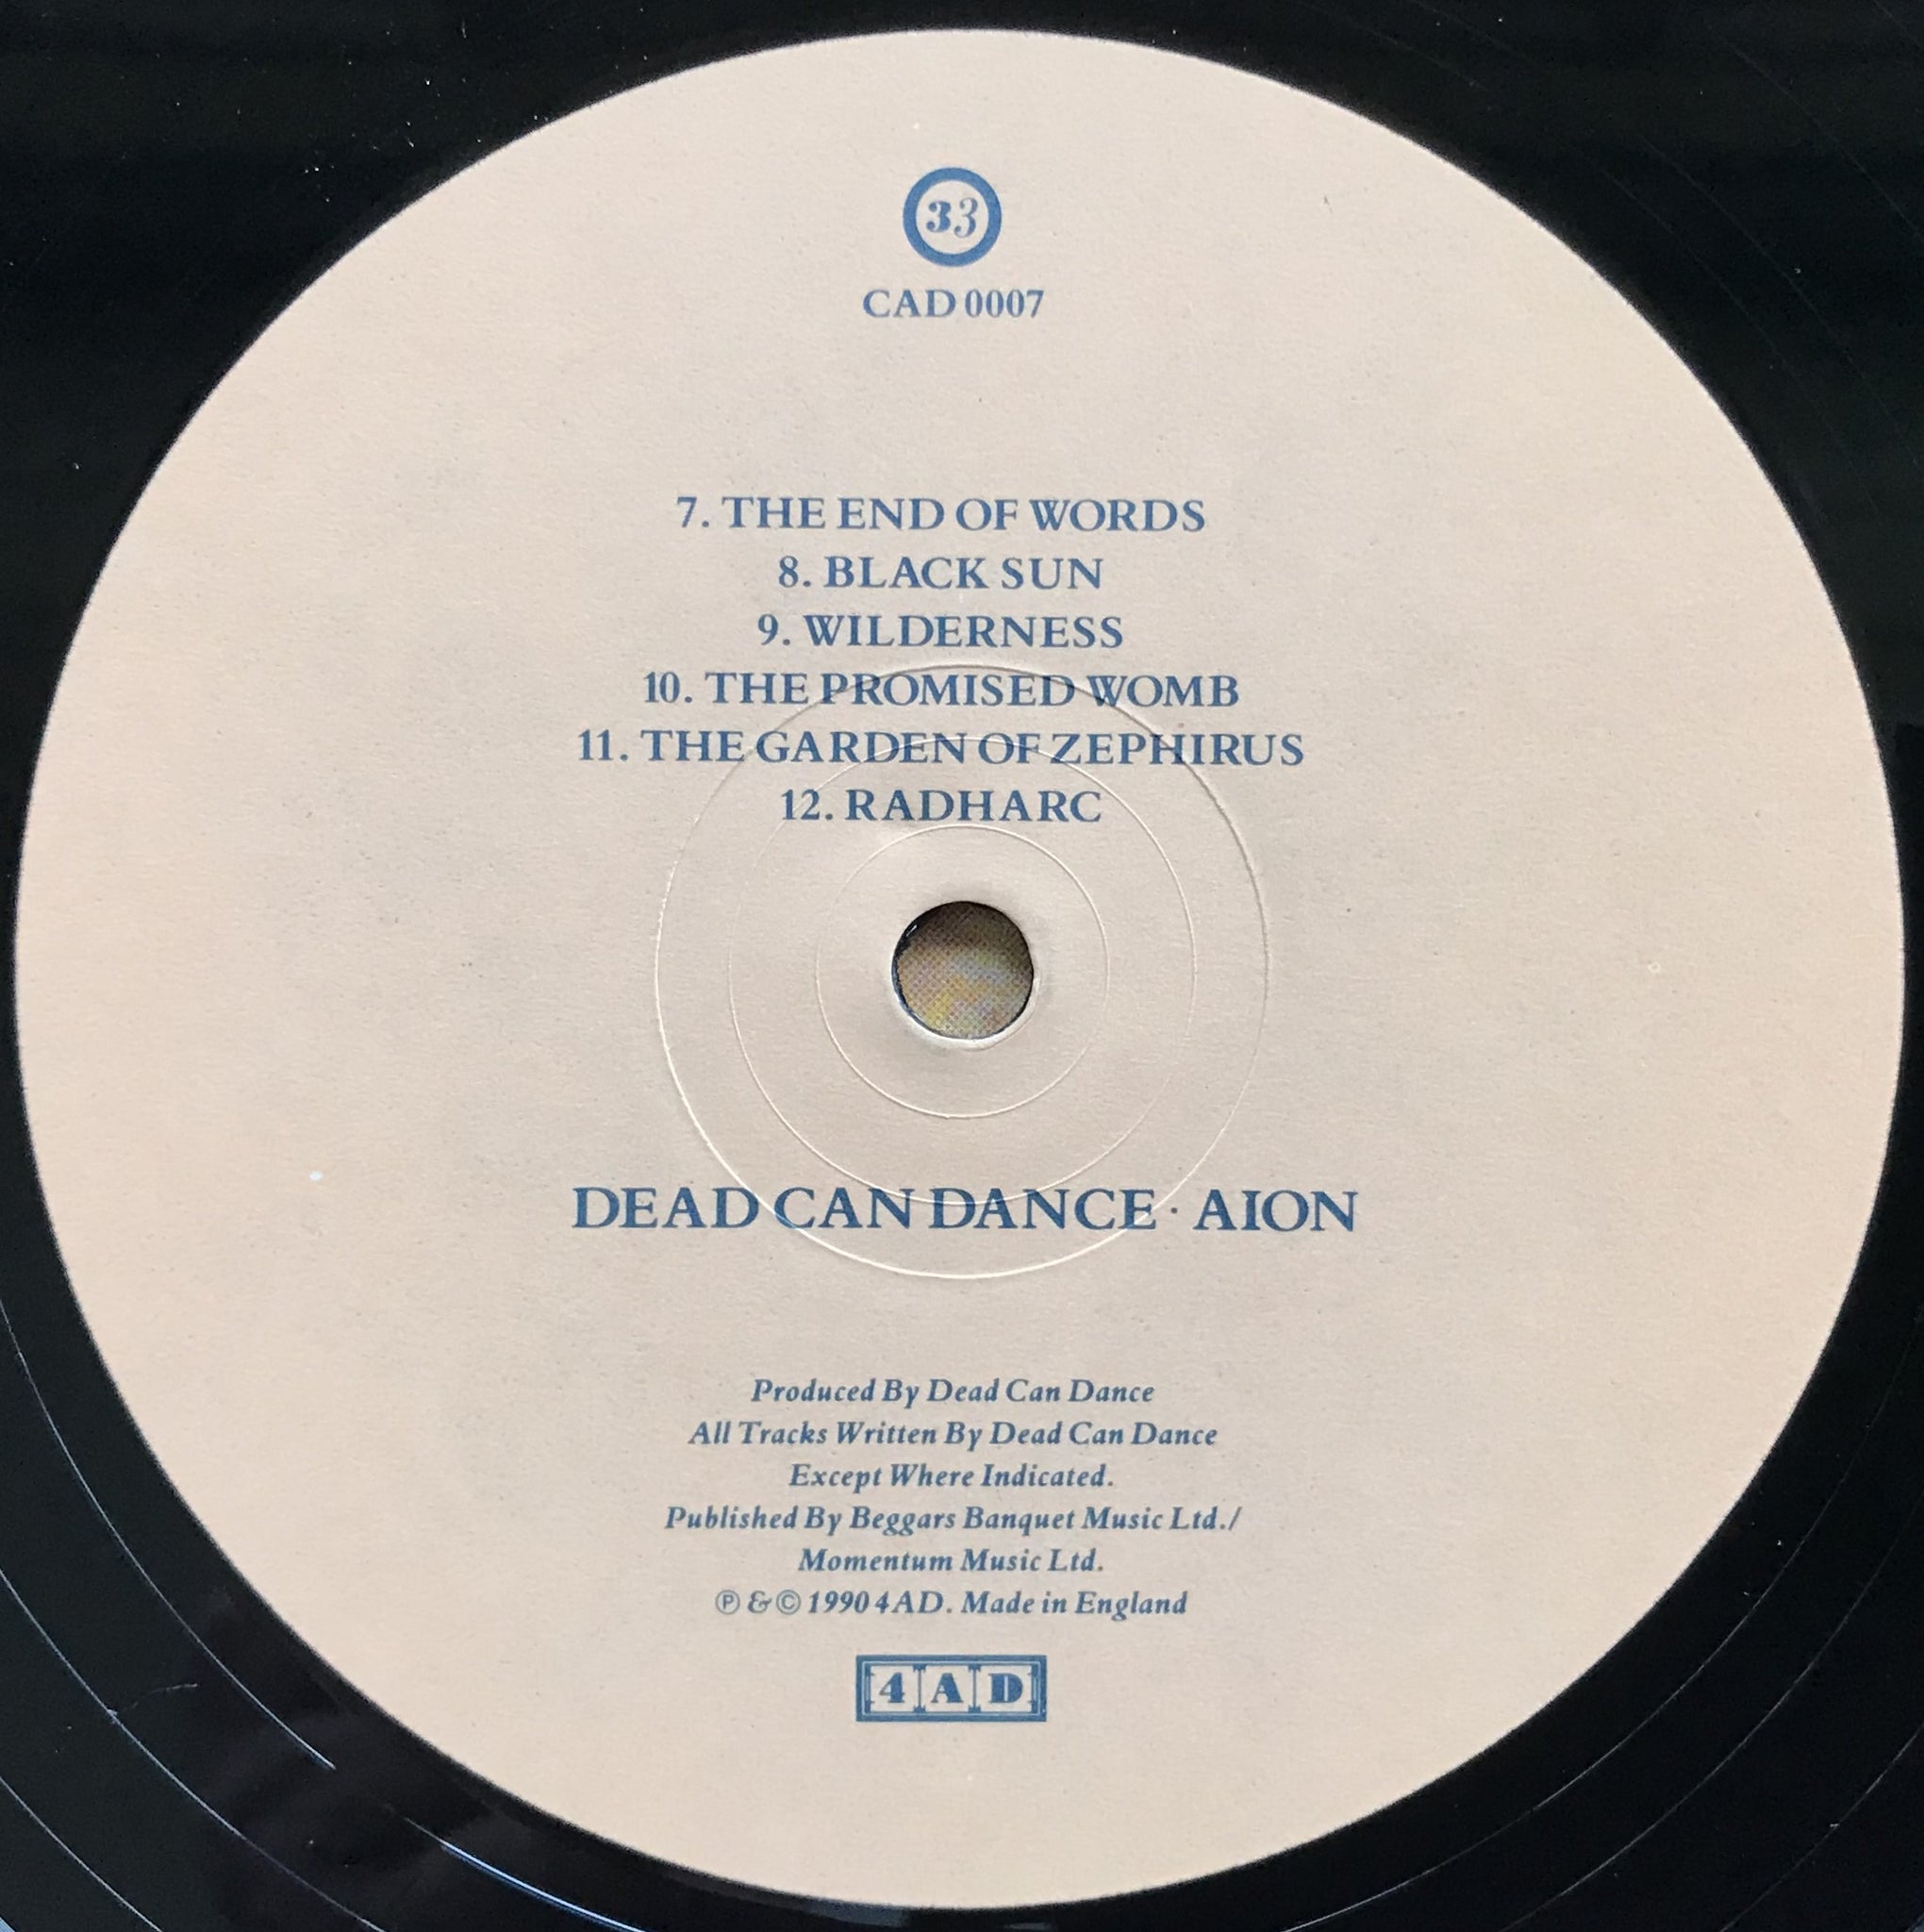 33
CAD 0007
7. THE END OF WORDS
8. BLACK SUN
9. WILDERNESS
10. THE PROMISED WOMB
11. THE GARDEN OF ZEPHIRUS
12. RADHARC
DEAD CAN DANCE · AION
Produced By Dead Can Dance
All Tracks Written By Dead Can Dance
Except Where Indicated.
Published By Beggars Banquet Music Ltd./
Momentum Music Ltd.
℗ & © 1990 4AD. Made in England
4AD